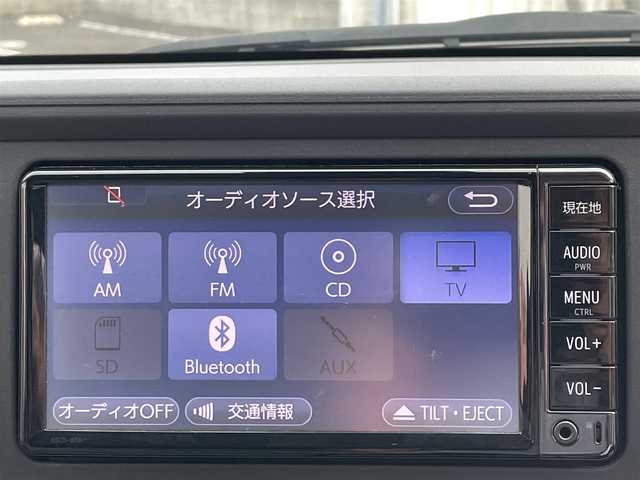 オーディオソース選択
AM
FM
CD
TV
SD
Bluetooth
AUX
オーディオOFF
交通情報
TILT・EJECT
現在地
AUDIO
PWR
MENU
CTRL
VOL+
VOL-